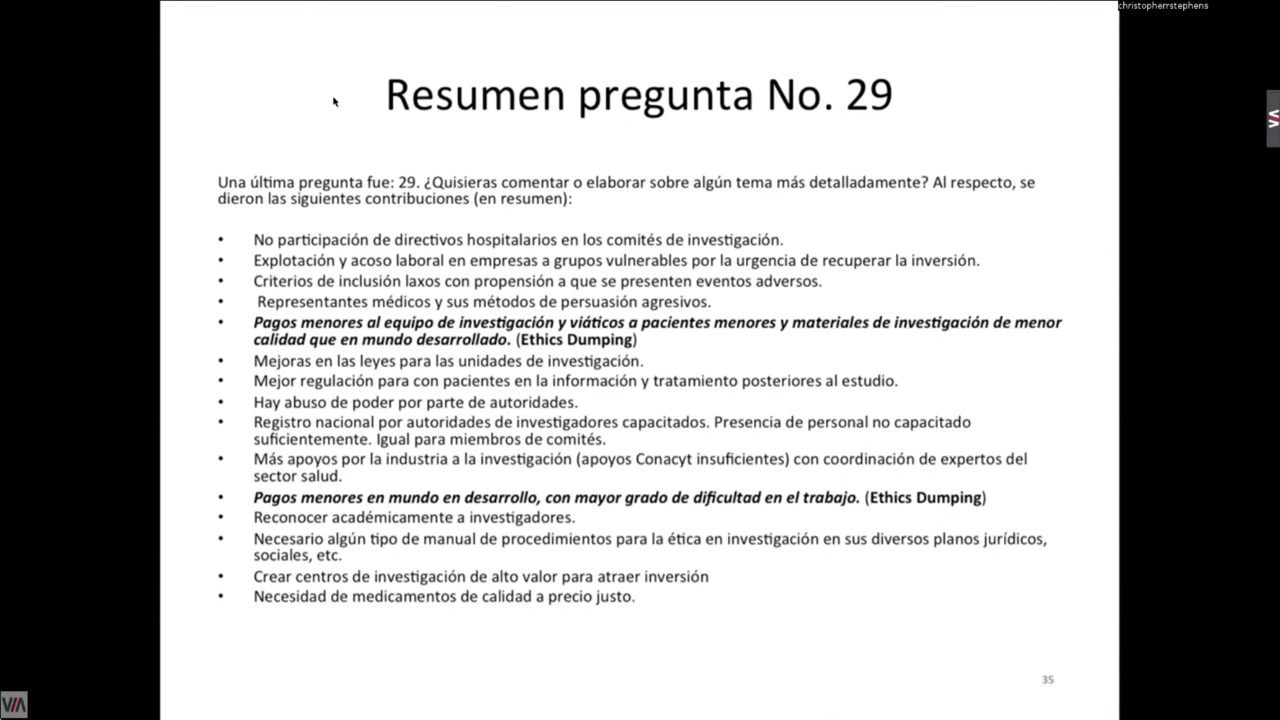 christopherrstephens
Resumen pregunta No. 29
Una última pregunta fue: 29. ¿Quisieras comentar o elaborar sobre algún tema más detalladamente? Al respecto, se
dieron las siguientes contribuciones (en resumen):
• No participación de directivos hospitalarios en los comités de investigación.
• Explotación y acoso laboral en empresas a grupos vulnerables por la urgencia de recuperar la inversión.
• Criterios de inclusión laxos con propensión a que se presenten eventos adversos.
• Representantes médicos y sus métodos de persuasión agresivos.
• Pagos menores al equipo de investigación y viáticos a pacientes menores y materiales de investigación de menor
calidad que en mundo desarrollado. (Ethics Dumping)
• Mejoras en las leyes para las unidades de investigación.
• Mejor regulación para con pacientes en la información y tratamiento posteriores al estudio.
• Hay abuso de poder por parte de autoridades.
• Registro nacional por autoridades de investigadores capacitados. Presencia de personal no capacitado
suficientemente. Igual para miembros de comités.
• Más apoyos por la industria a la investigación (apoyos Conacyt insuficientes) con coordinación de expertos del
sector salud.
• Pagos menores en mundo en desarrollo, con mayor grado de dificultad en el trabajo. (Ethics Dumping)
• Reconocer académicamente a investigadores.
• Necesario algún tipo de manual de procedimientos para la ética en investigación en sus diversos planos jurídicos,
sociales, etc.
• Crear centros de investigación de alto valor para atraer inversión
• Necesidad de medicamentos de calidad a precio justo.
35
VIA